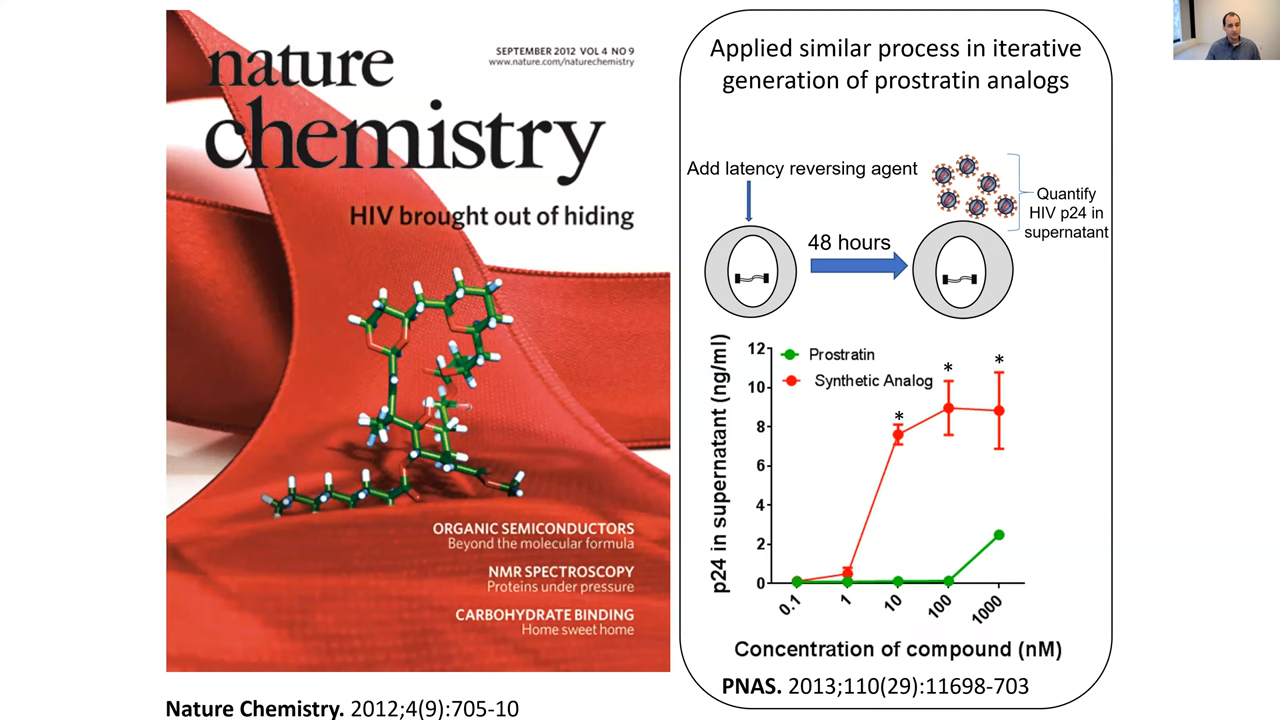 nature
chemistry
SEPTEMBER 2012 VOL 4 NO 9
www.nature.com/naturechemistry
HIV brought out of hiding
ORGANIC SEMICONDUCTORS
Beyond the molecular formula
NMR SPECTROSCOPY
Proteins under pressure
CARBOHYDRATE BINDING
Home sweet home
Nature Chemistry. 2012;4(9):705-10
Applied similar process in iterative
generation of prostratin analogs
Add latency reversing agent
48 hours
Quantify
HIV p24 in
supernatant
p24 in supernatant (ng/ml)
12
10
8
6
4
2
0
Prostratin
Synthetic Analog
*
*
*
0.1
1
10
100
1000
Concentration of compound (nM)
PNAS. 2013;110(29):11698-703